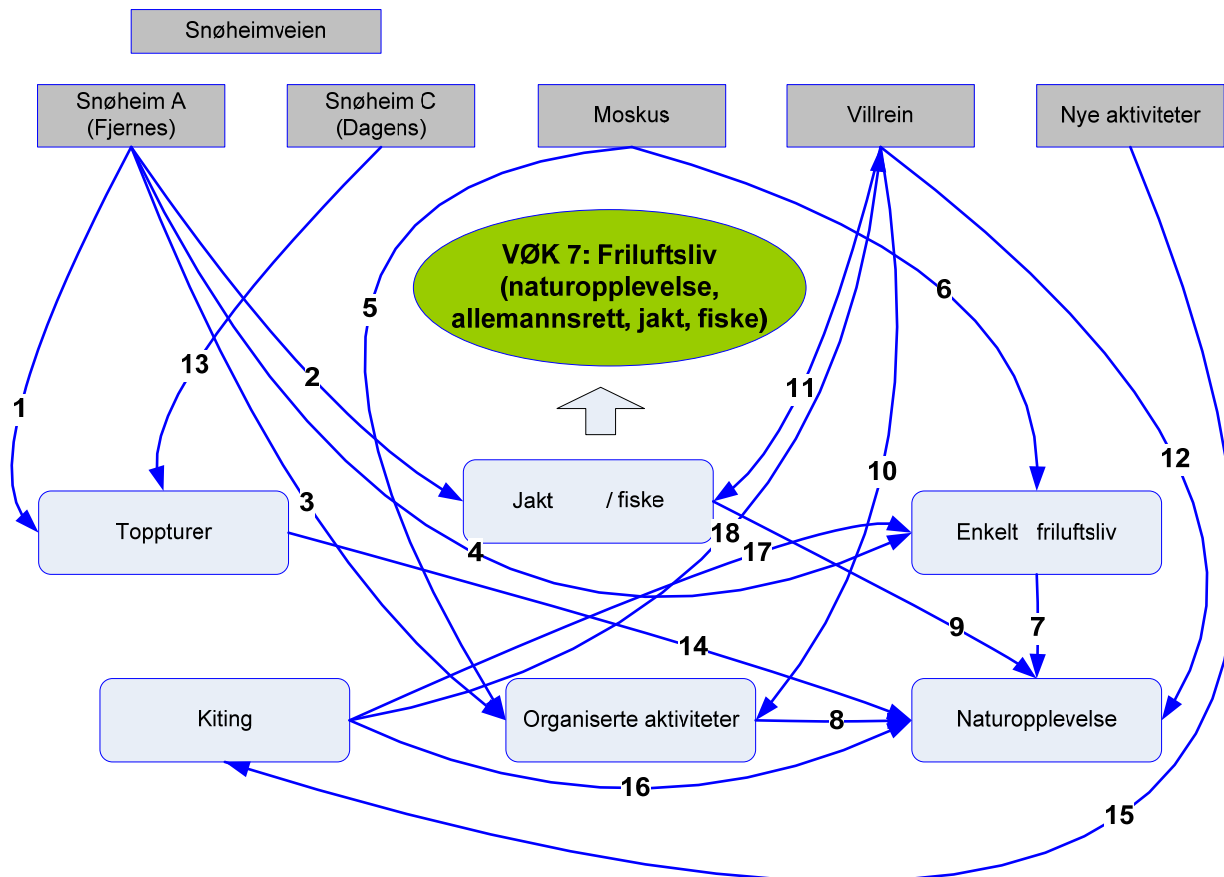 Snøheimveien
Snøheim A
(Fjernes)
Snøheim C
(Dagens)
Moskus
Villrein
Nye aktiviteter
VØK 7: Friluftsliv
(naturopplevelse,
allemannsrett, jakt, fiske)
5
6
13
2
11
1
10
12
3
Jakt / fiske
Toppturer
4
18
17
Enkelt friluftsliv
14
9
7
Kiting
Organiserte aktiviteter
8
Naturopplevelse
16
15